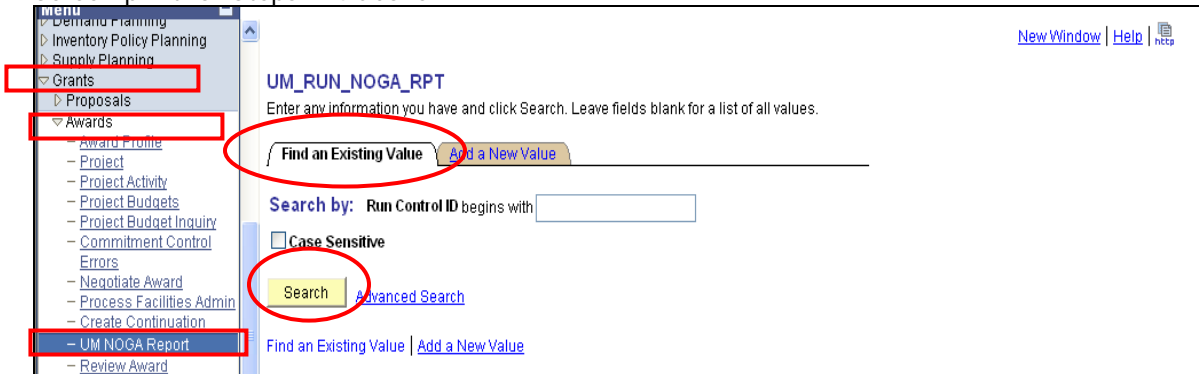 Menu
Demand Planning
Inventory Policy Planning
Supply Planning
Grants
Proposals
Awards
– Award Profile
– Project
– Project Activity
– Project Budgets
– Project Budget Inquiry
– Commitment Control
Errors
– Negotiate Award
– Process Facilities Admin
– Create Continuation
– UM NOGA Report
– Review Award
New Window | Help |
http
UM_RUN_NOGA_RPT
Enter any information you have and click Search. Leave fields blank for a list of all values.
Find an Existing Value Add a New Value
Search by: Run Control ID begins with
Case Sensitive
Search Advanced Search
Find an Existing Value | Add a New Value